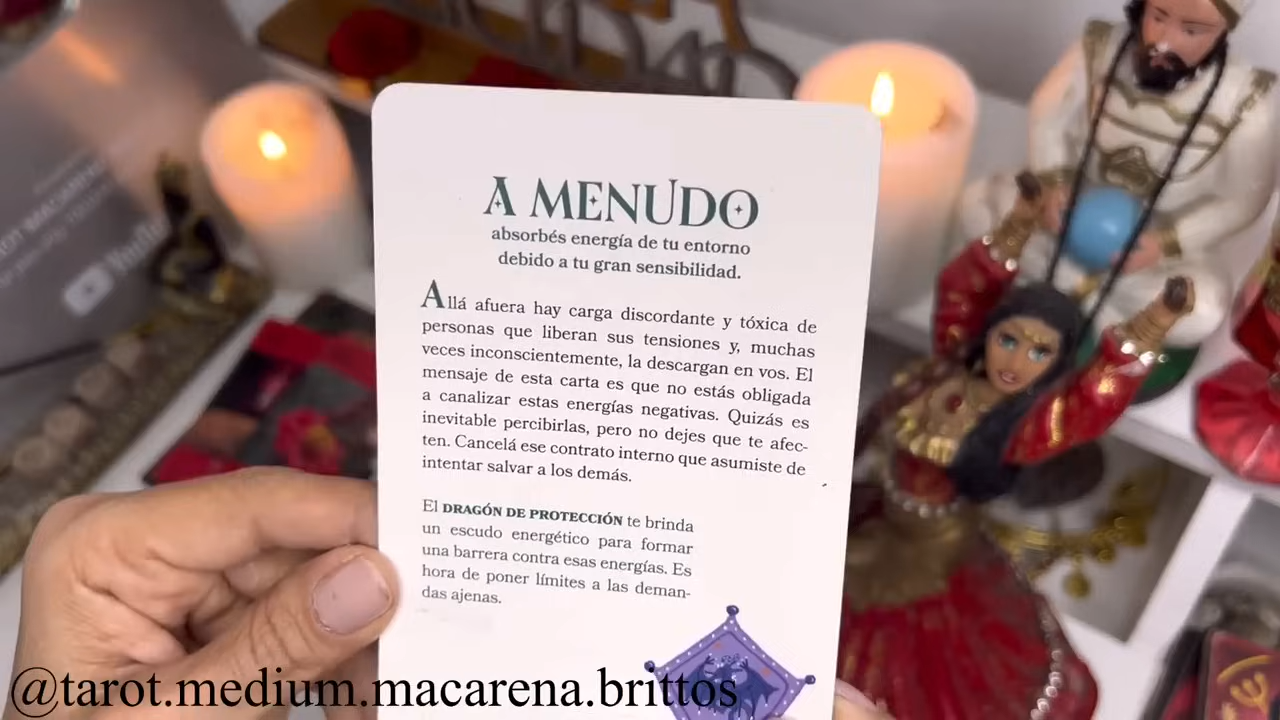 A MENUDO
absorbés energía de tu entorno
debido a tu gran sensibilidad.
Allá afuera hay carga discordante y tóxica de
personas que liberan sus tensiones y, muchas
veces inconscientemente, la descargan en vos. El
mensaje de esta carta es que no estás obligada
a canalizar estas energías negativas. Quizás es
inevitable percibirlas, pero no dejes que te afec-
ten. Cancelá ese contrato interno que asumiste de
intentar salvar a los demás.
El DRAGÓN DE PROTECCIÓN te brinda
un escudo energético para formar
una barrera contra esas energías. Es
hora de poner límites a las deman-
das ajenas.
YouTube
@tarot.medium.macarena.brittos